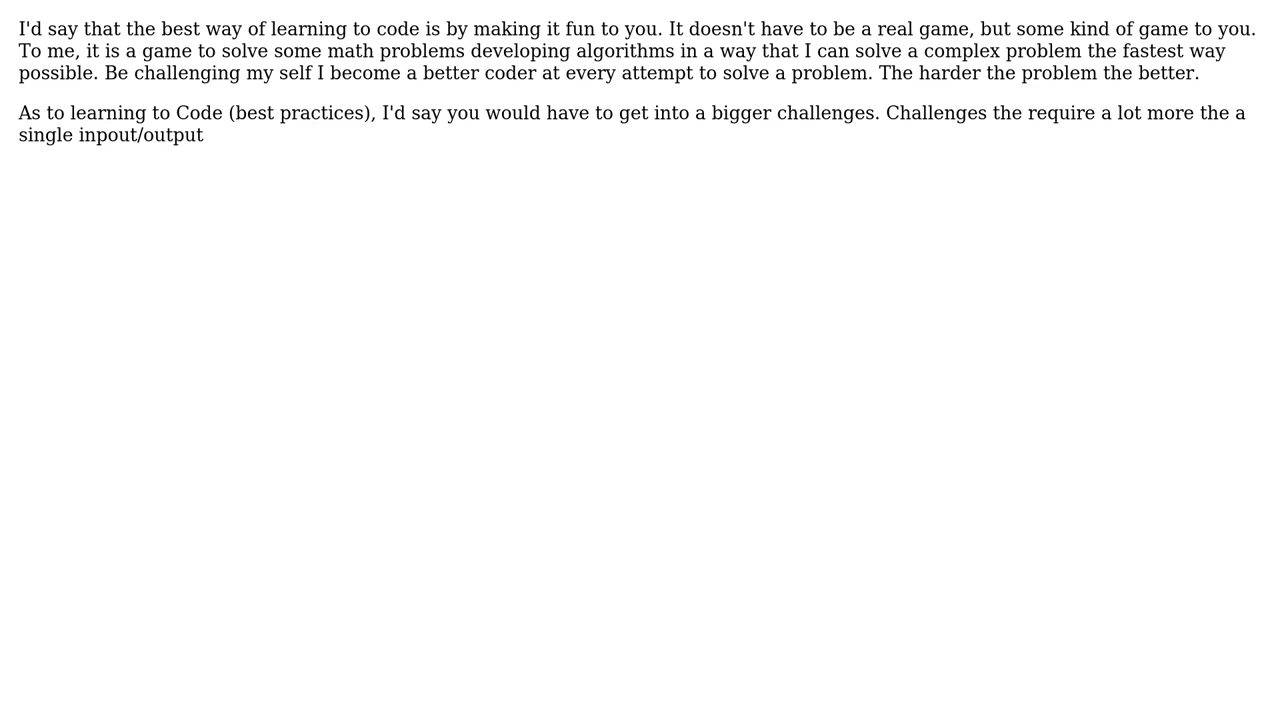 I'd say that the best way of learning to code is by making it fun to you. It doesn't have to be a real game, but some kind of game to you.
To me, it is a game to solve some math problems developing algorithms in a way that I can solve a complex problem the fastest way
possible. Be challenging my self I become a better coder at every attempt to solve a problem. The harder the problem the better.
As to learning to Code (best practices), I'd say you would have to get into a bigger challenges. Challenges the require a lot more the a
single inpout/output